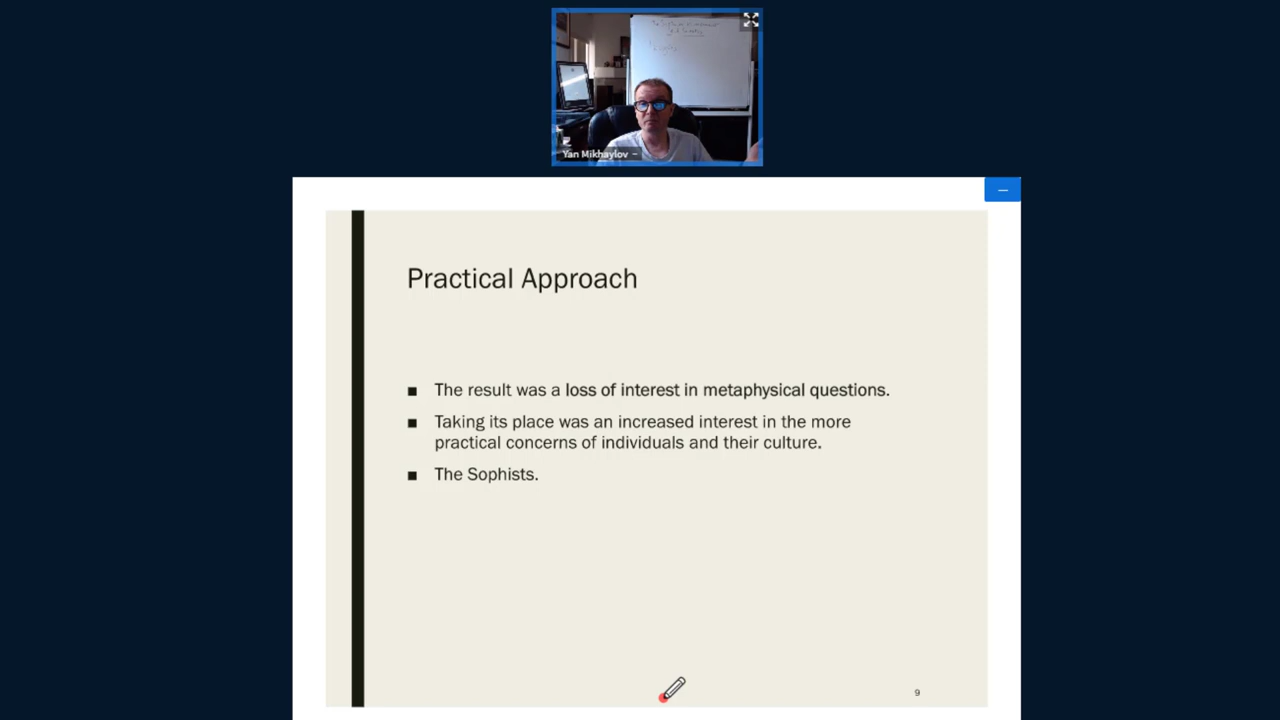 Yan Mikhaylov
Practical Approach
■ The result was a loss of interest in metaphysical questions.
■ Taking its place was an increased interest in the more
practical concerns of individuals and their culture.
■ The Sophists.
9